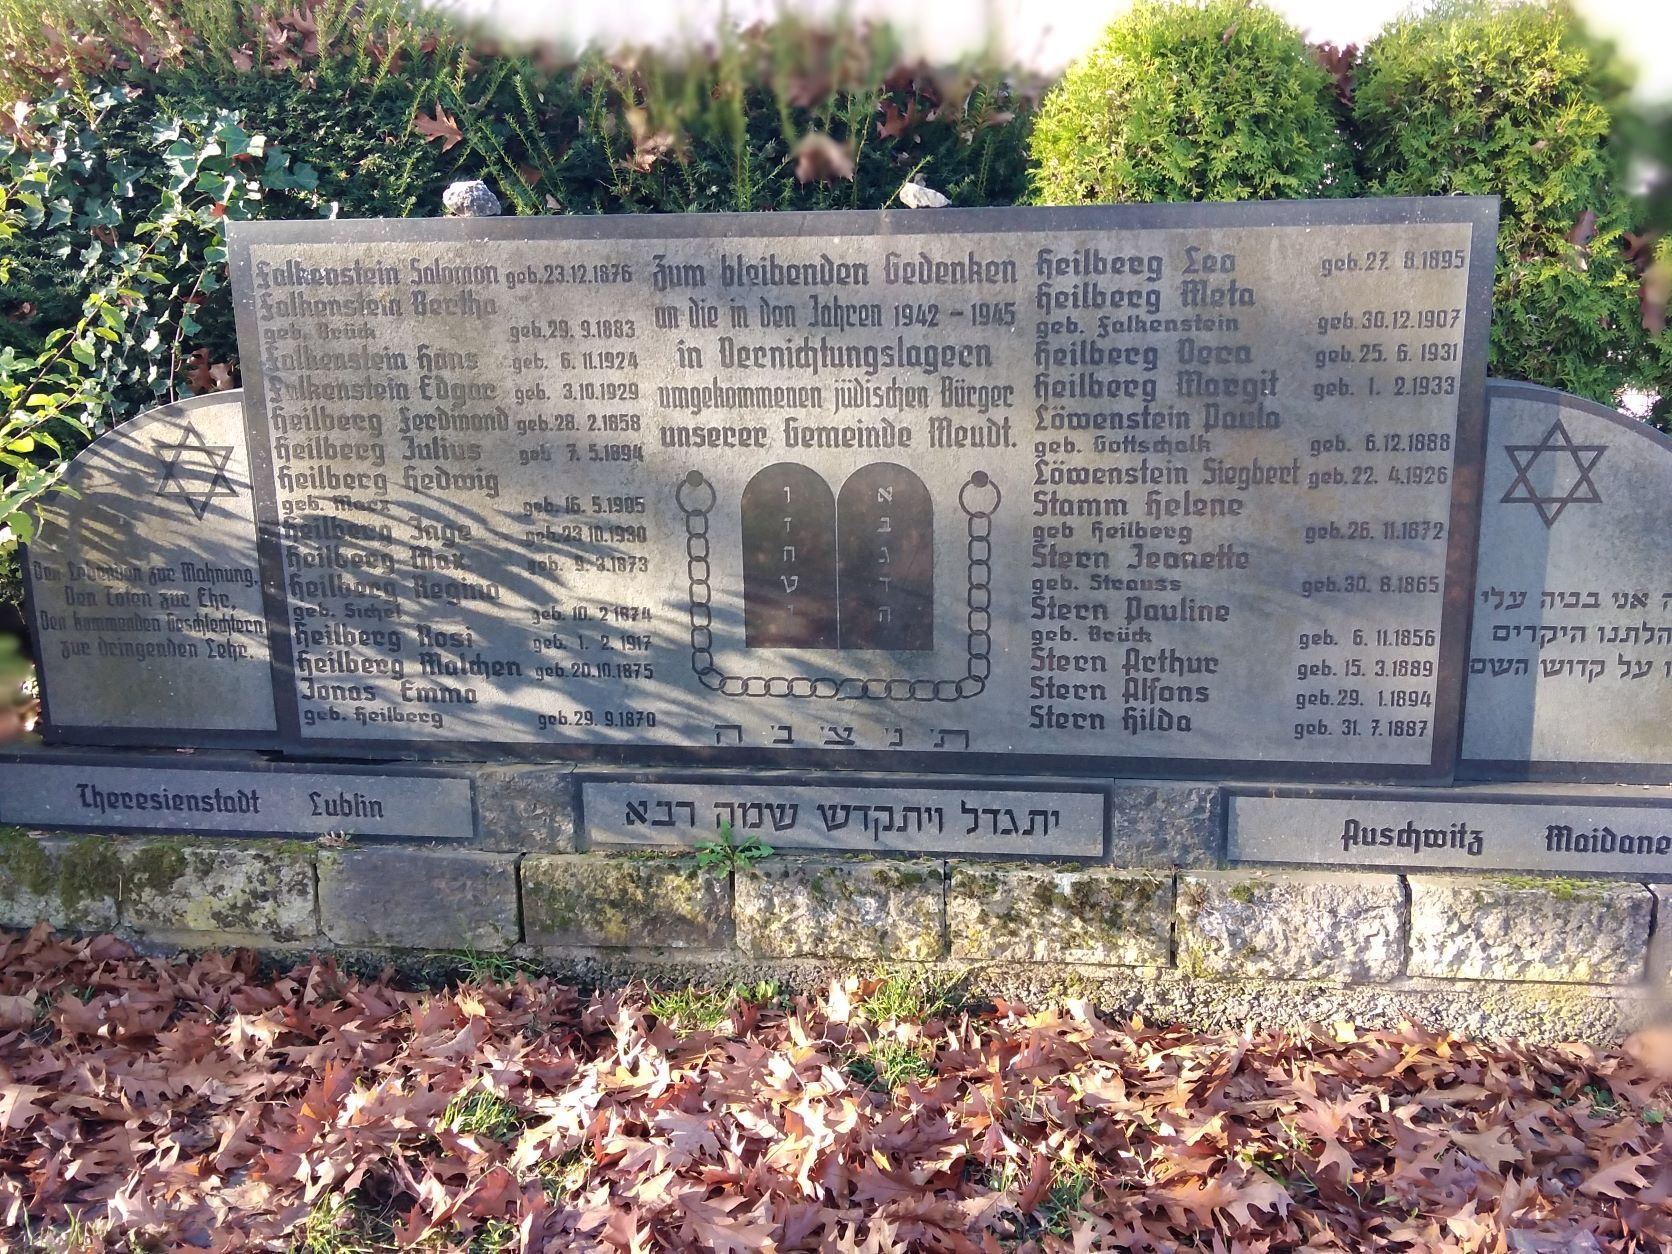 Den Lebenden zur Mahnung,
Den Toten zur Ehr,
Den kommenden Geschlechtern
zur dringenden Lehr.
Falkenstein Salomon geb. 23.12.1876
Falkenstein Bertha
geb. Brück geb. 29. 9.1883
Falkenstein Hans geb. 6. 11.1924
Falkenstein Edgar geb. 3.10.1929
Heilberg Ferdinand geb. 28. 2.1858
Heilberg Julius geb 7. 5.1894
Heilberg Hedwig
geb. Marx geb. 16. 5.1905
Heilberg Inge geb. 23.10.1930
Heilberg Max geb. 9. 3.1873
Heilberg Regina
geb. Sichel geb. 10. 2.1874
Heilberg Rosi geb. 1. 2. 1917
Heilberg Malchen geb. 20.10.1875
Jonas Emma
geb. Heilberg geb. 29. 9.1870
Zum bleibenden Gedenken
an die in den Jahren 1942 - 1945
in Vernichtungslagern
umgekommenen jüdischen Bürger
unserer Gemeinde Meudt.
ו א
ז ב
ח ג
ט ד
י ה
ת' נ' צ' ב' ה
Heilberg Leo geb. 27. 8.1895
Heilberg Meta
geb. Falkenstein geb. 30.12.1907
Heilberg Vera geb. 25. 6. 1931
Heilberg Margit geb. 1. 2.1933
Löwenstein Paula
geb. Gottschalk geb. 6.12.1888
Löwenstein Siegbert geb. 22. 4.1926
Stamm Helene
geb Heilberg geb. 26. 11.1872
Stern Jeanette
geb. Strauss geb. 30. 8.1865
Stern Pauline
geb. Brück geb. 6. 11.1856
Stern Arthur geb. 15. 3.1889
Stern Alfons geb. 29. 1.1894
Stern Hilda geb. 31. 7.1887
אני בכיה עלי
הלתנו היקרים
על קדוש השם
Theresienstadt Lublin
יתגדל ויתקדש שמה רבא
Auschwitz Maidane